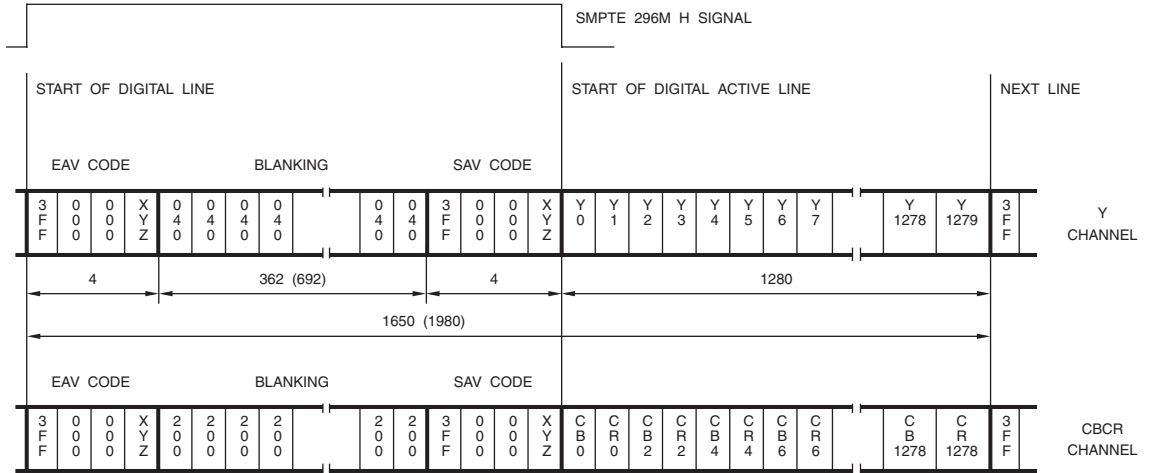 SMPTE 296M H SIGNAL
START OF DIGITAL LINE START OF DIGITAL ACTIVE LINE NEXT LINE
EAV CODE BLANKING SAV CODE
3FF 000 000 XYZ 040 040 040 040 040 040 3FF 000 000 XYZ Y0 Y1 Y2 Y3 Y4 Y5 Y6 Y7 Y1278 Y1279 3FF Y CHANNEL
4 362 (692) 4 1280
1650 (1980)
EAV CODE BLANKING SAV CODE
3FF 000 000 XYZ 200 200 200 200 200 200 3FF 000 000 XYZ CB0 CR0 CB2 CR2 CB4 CR4 CB6 CR6 CB1278 CR1278 3FF CBCR CHANNEL